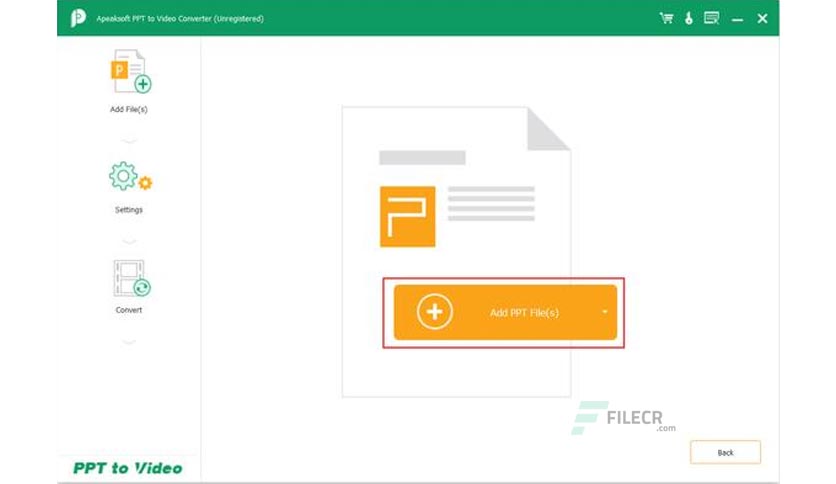 Apeaksoft PPT to Video Converter (Unregistered)
Add File(s)
Settings
Convert
P
Add PPT File(s)
FILECR
.com
Back
PPT to Video